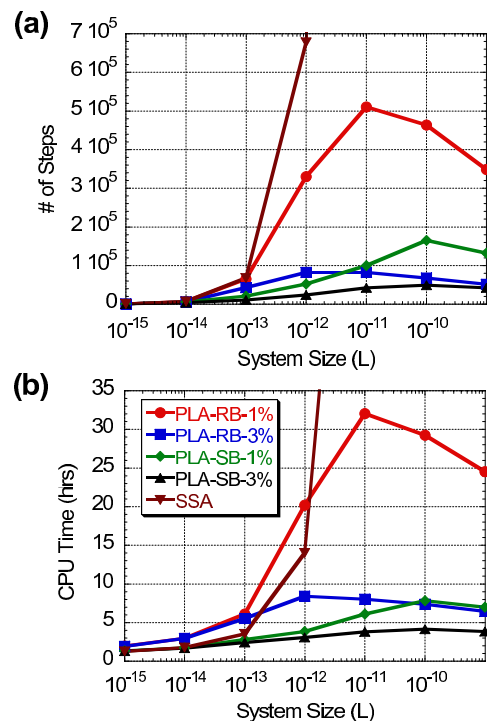 (a)
7 10^5
6 10^5
5 10^5
4 10^5
3 10^5
2 10^5
1 10^5
0
# of Steps
10^-15 10^-14 10^-13 10^-12 10^-11 10^-10
System Size (L)
(b)
35
30
25
20
15
10
5
0
CPU Time (hrs)
PLA-RB-1%
PLA-RB-3%
PLA-SB-1%
PLA-SB-3%
SSA
10^-15 10^-14 10^-13 10^-12 10^-11 10^-10
System Size (L)